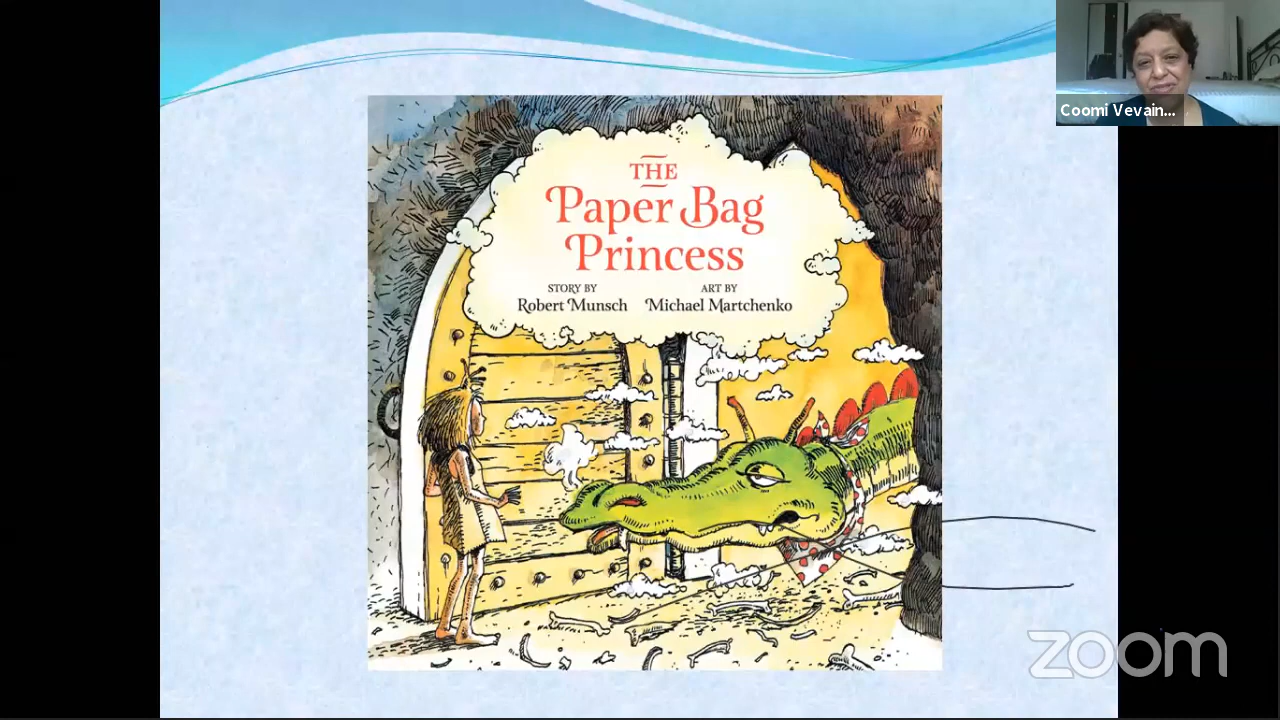 THE
Paper Bag
Princess
STORY BY ART BY
Robert Munsch Michael Martchenko
Coomi Vevain...
zoom